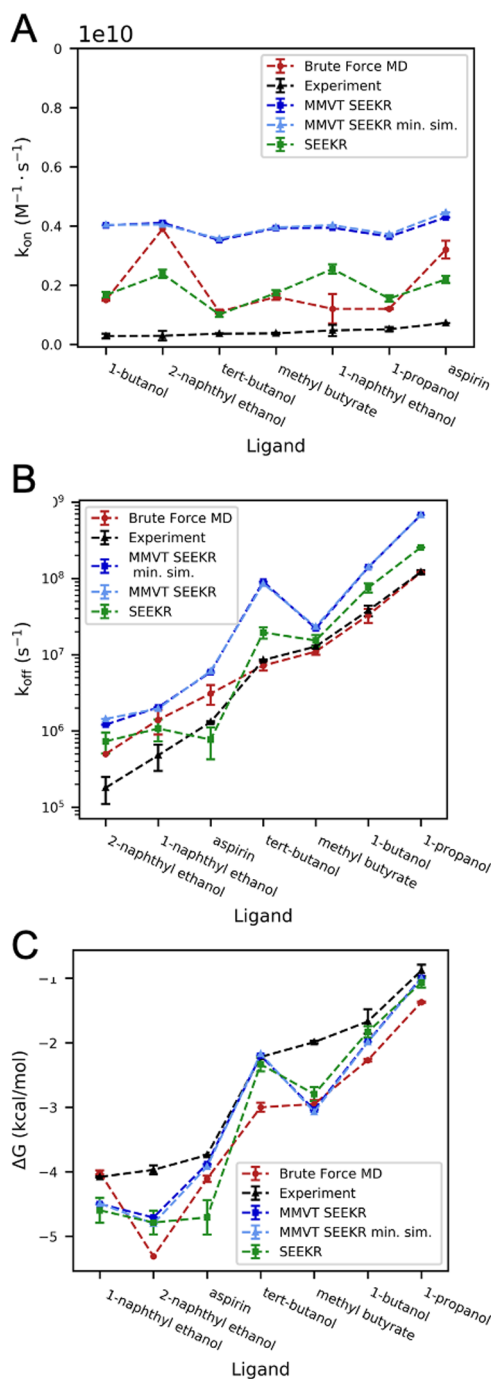 A
1e10
Brute Force MD
Experiment
MMVT SEEKR
MMVT SEEKR min. sim.
SEEKR
kon (M⁻¹ · s⁻¹)
0
0.8
0.6
0.4
0.2
0.0
1-butanol
2-naphthyl ethanol
tert-butanol
methyl butyrate
1-naphthyl ethanol
1-propanol
aspirin
Ligand
B
Brute Force MD
Experiment
MMVT SEEKR
min. sim.
MMVT SEEKR
SEEKR
koff (s⁻¹)
10⁹
10⁸
10⁷
10⁶
10⁵
2-naphthyl ethanol
1-naphthyl ethanol
aspirin
tert-butanol
methyl butyrate
1-butanol
1-propanol
Ligand
C
ΔG (kcal/mol)
−1
−2
−3
−4
−5
Brute Force MD
Experiment
MMVT SEEKR
MMVT SEEKR min. sim.
SEEKR
1-naphthyl ethanol
2-naphthyl ethanol
aspirin
tert-butanol
methyl butyrate
1-butanol
1-propanol
Ligand